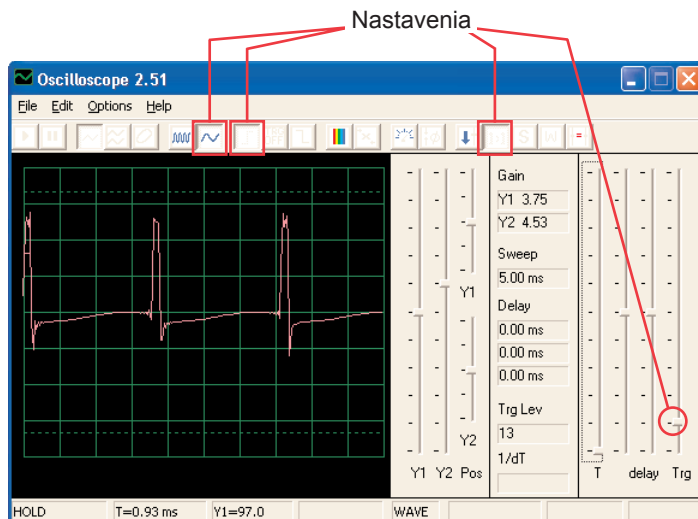 Nastavenia
Oscilloscope 2.51
File Edit Options Help
1:1 S W
Gain
Y1 3.75
Y2 4.53
Sweep
5.00 ms
Y1
Delay
0.00 ms
0.00 ms
0.00 ms
Trg Lev
13
Y2
1/dT
Y1 Y2 Pos
T delay Trg
HOLD T=0.93 ms Y1=97.0 WAVE